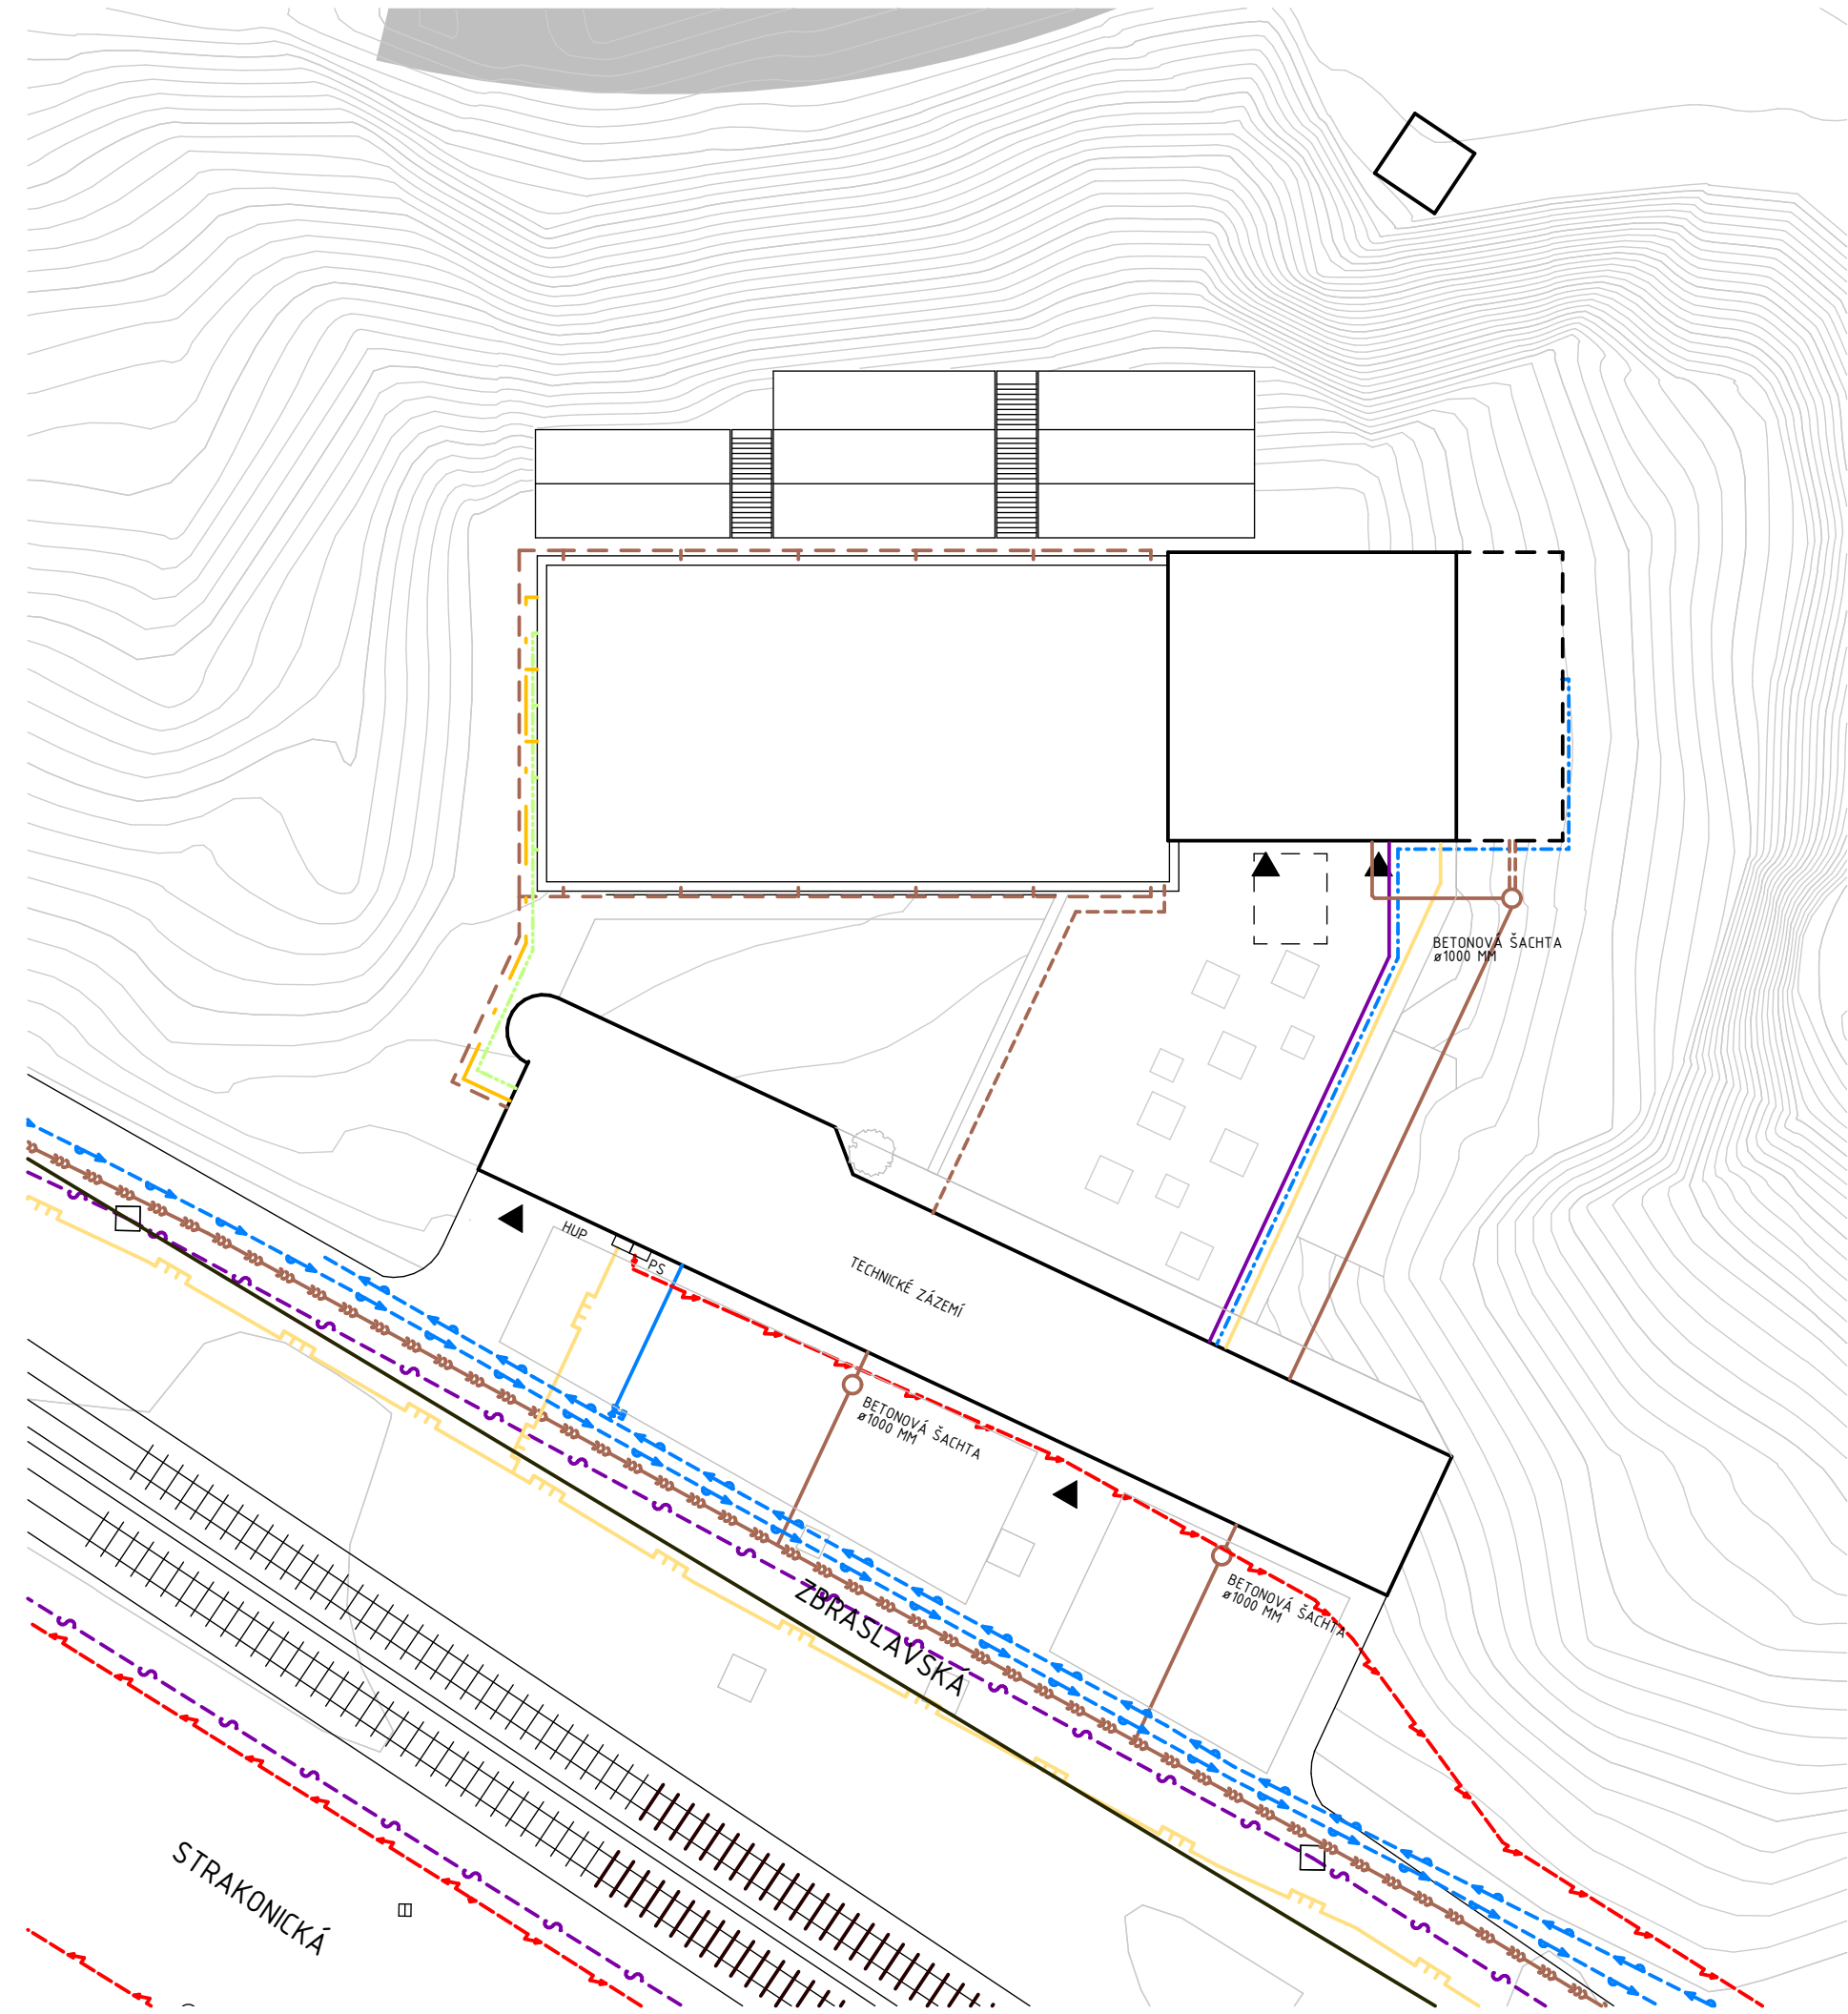 BETONOVÁ ŠACHTA
ø1000 MM
HUP
PS
TECHNICKÉ ZÁZEMÍ
BETONOVÁ ŠACHTA
ø1000 MM
BETONOVÁ ŠACHTA
ø1000 MM
ZBRASLAVSKÁ
STRAKONICKÁ